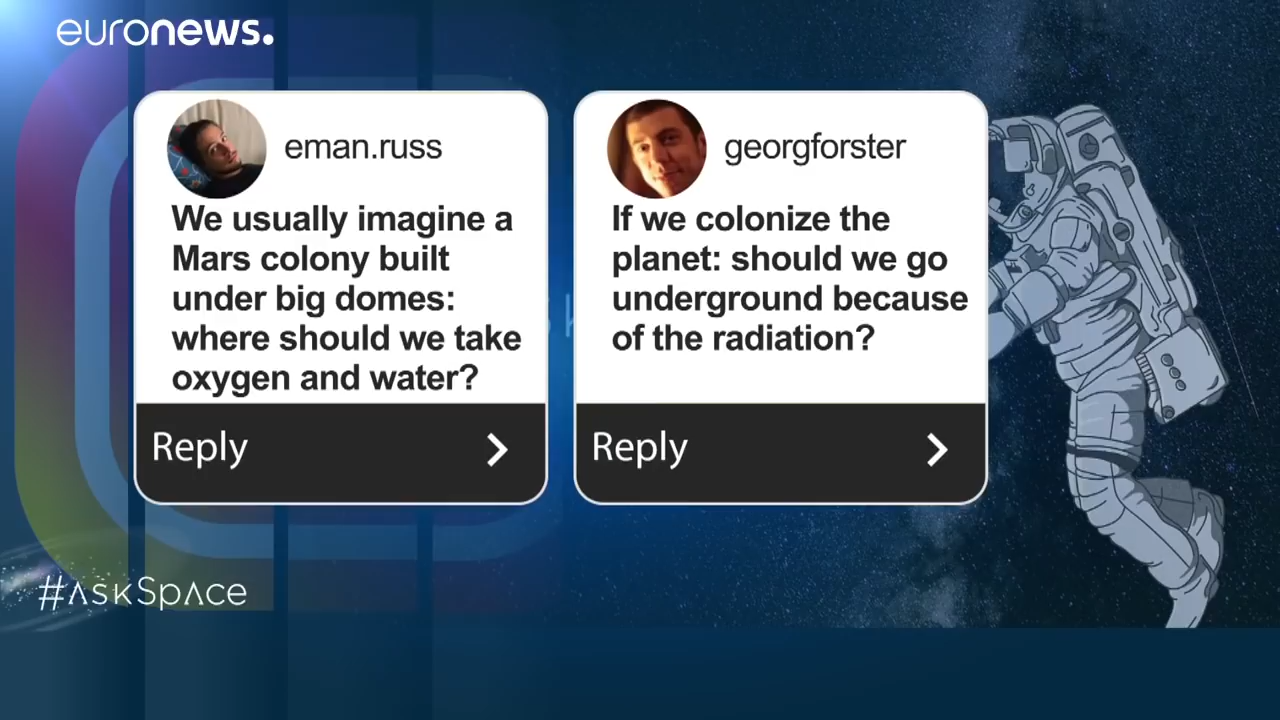 euronews.
eman.russ
We usually imagine a
Mars colony built
under big domes:
where should we take
oxygen and water?
Reply
georgforster
If we colonize the
planet: should we go
underground because
of the radiation?
Reply
#AskSpace